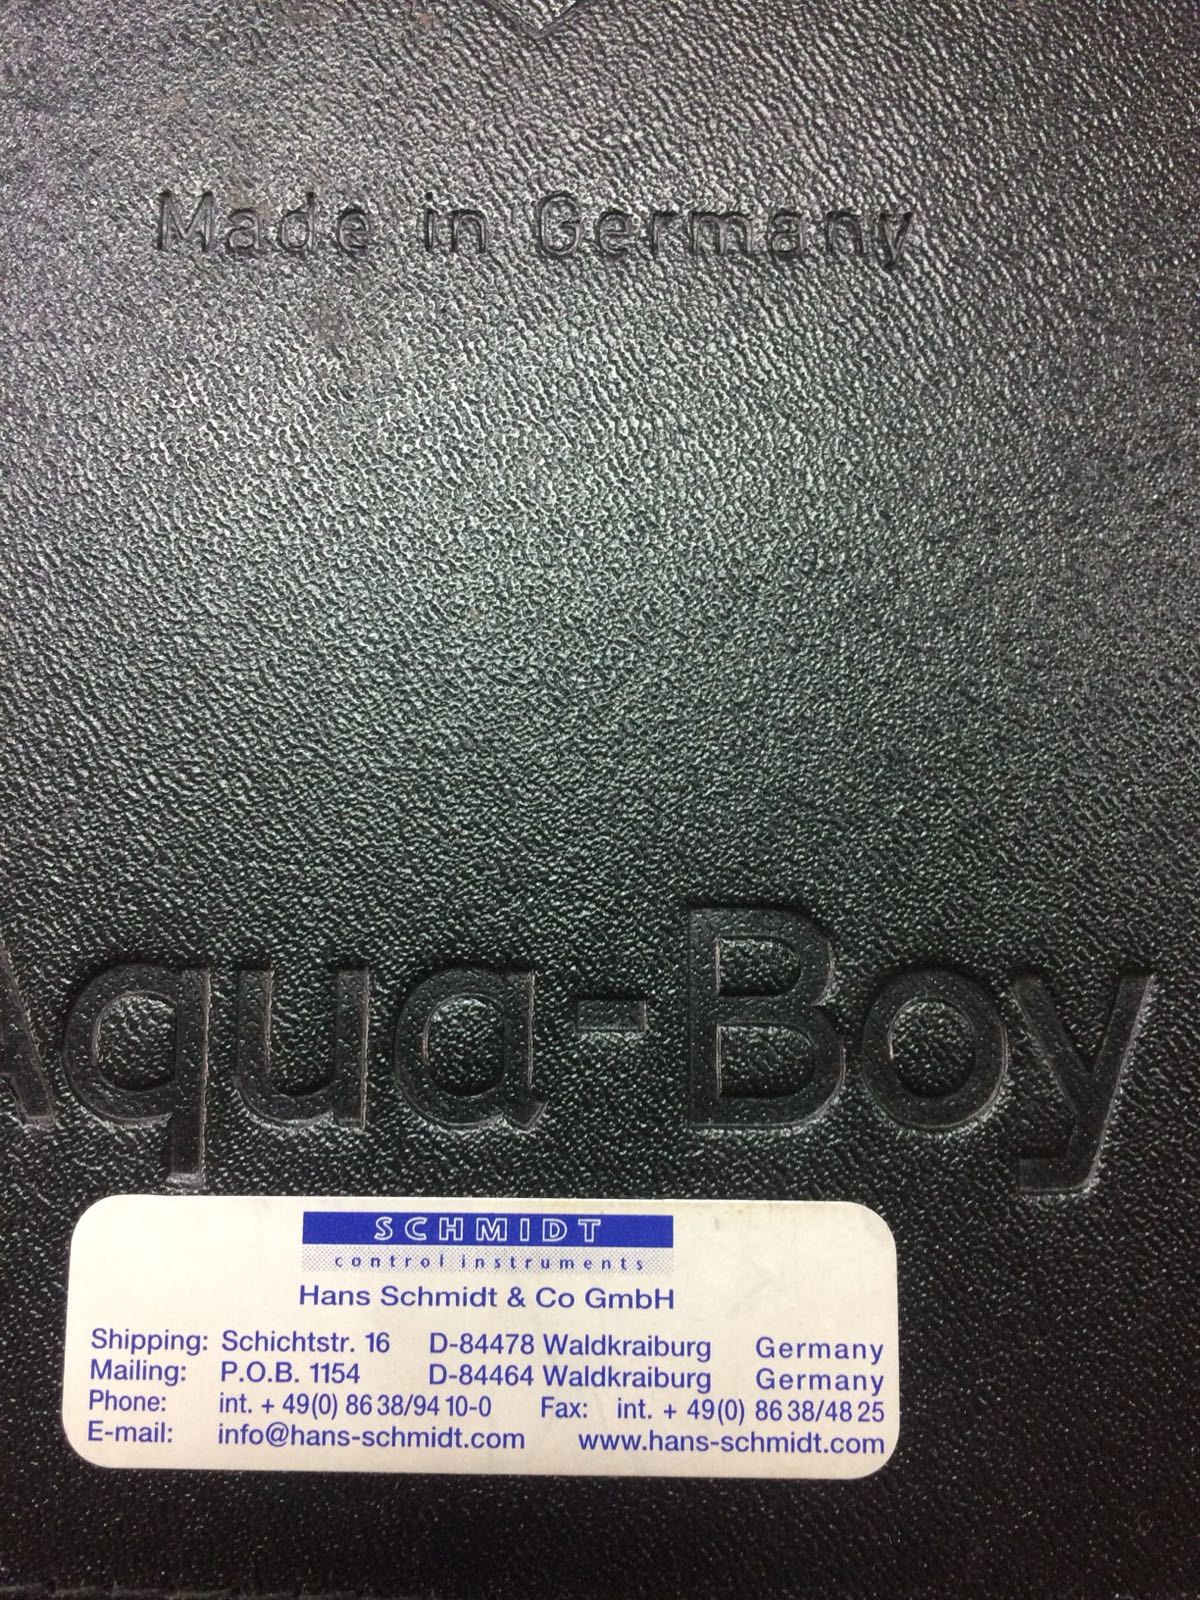 Made in Germany
Aqua-Boy
SCHMIDT
control instruments
Hans Schmidt & Co GmbH
Shipping: Schichtstr. 16 D-84478 Waldkraiburg Germany
Mailing: P.O.B. 1154 D-84464 Waldkraiburg Germany
Phone: int. + 49(0) 86 38/94 10-0 Fax: int. + 49(0) 86 38/48 25
E-mail: info@hans-schmidt.com www.hans-schmidt.com